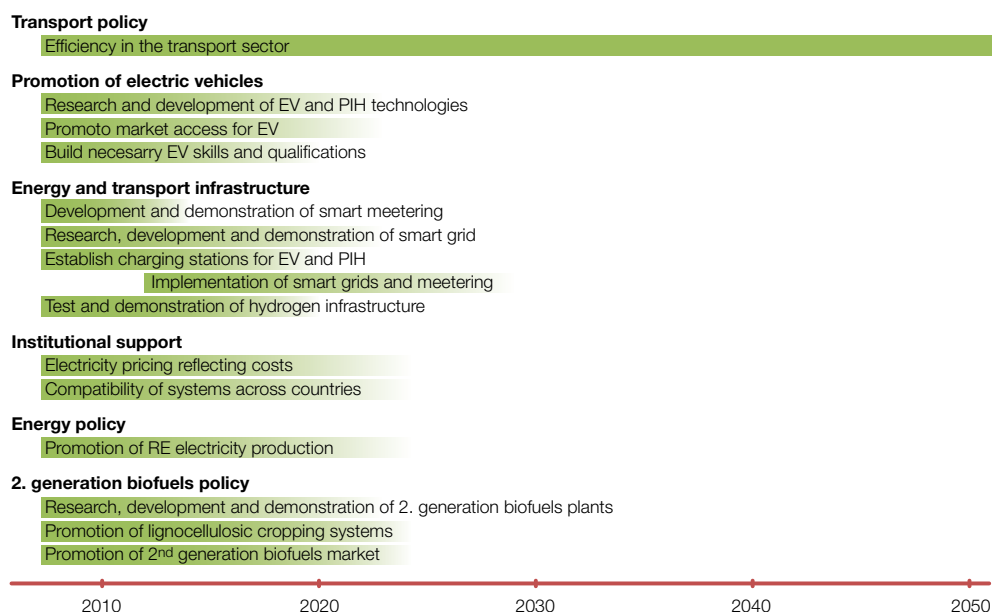 Transport policy
Efficiency in the transport sector
Promotion of electric vehicles
Research and development of EV and PIH technologies
Promoto market access for EV
Build necesarry EV skills and qualifications
Energy and transport infrastructure
Development and demonstration of smart meetering
Research, development and demonstration of smart grid
Establish charging stations for EV and PIH
Implementation of smart grids and meetering
Test and demonstration of hydrogen infrastructure
Institutional support
Electricity pricing reflecting costs
Compatibility of systems across countries
Energy policy
Promotion of RE electricity production
2. generation biofuels policy
Research, development and demonstration of 2. generation biofuels plants
Promotion of lignocellulosic cropping systems
Promotion of 2nd generation biofuels market
2010 2020 2030 2040 2050